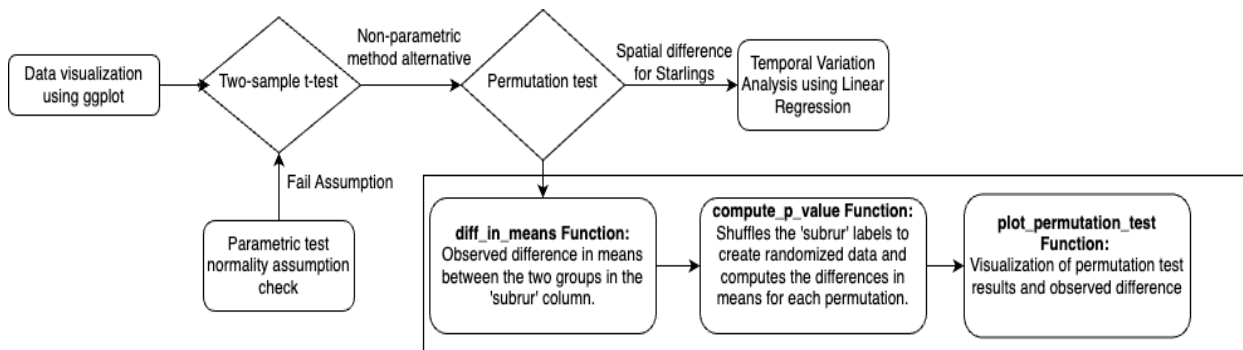 Data visualization
using ggplot
Two-sample t-test
Non-parametric
method alternative
Permutation test
Spatial difference
for Starlings
Temporal Variation
Analysis using Linear
Regression
Fail Assumption
Parametric test
normality assumption
check
diff_in_means Function:
Observed difference in means
between the two groups in the
'subrur' column.
compute_p_value Function:
Shuffles the 'subrur' labels to
create randomized data and
computes the differences in
means for each permutation.
plot_permutation_test
Function:
Visualization of permutation test
results and observed difference